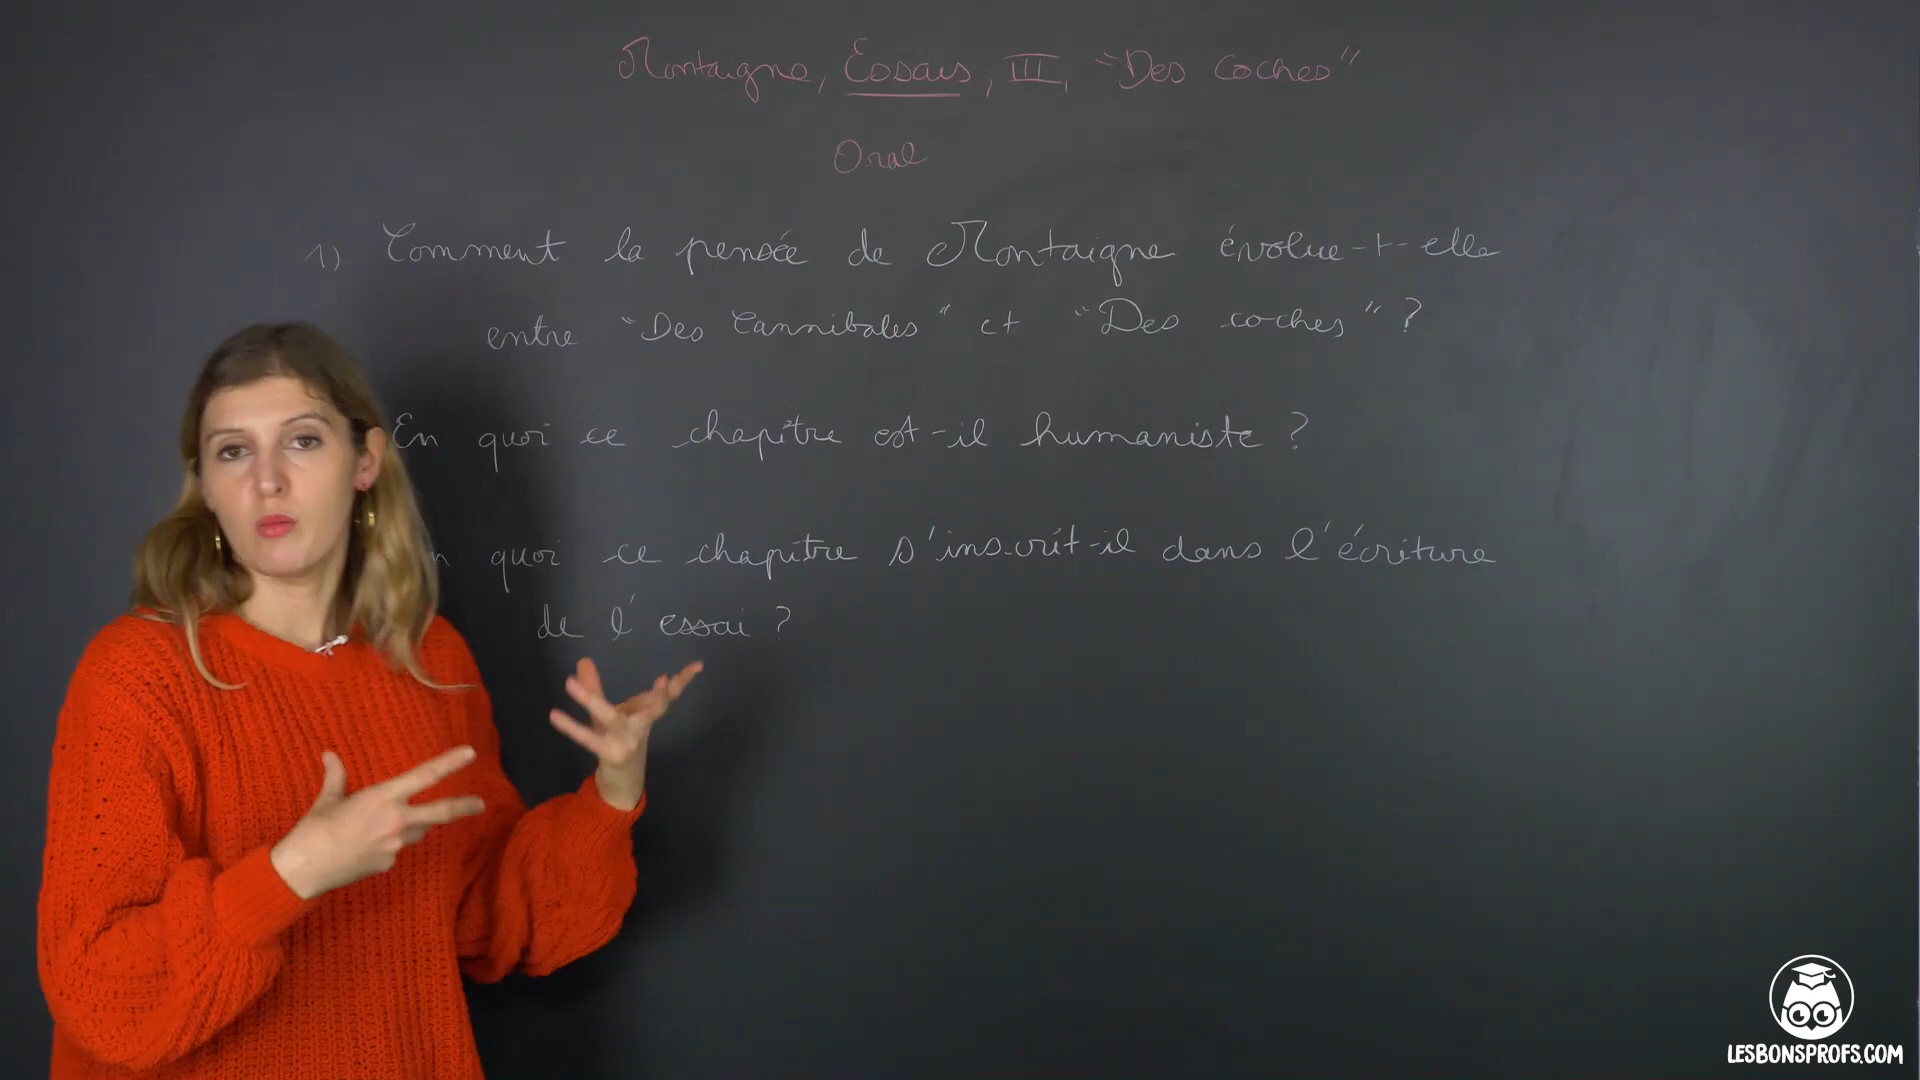 Montaigne, Essais, III, "Des coches"
Oral
1) Comment la pensée de Montaigne évolue-t-elle
entre "Des Cannibales" et "Des coches" ?
En quoi ce chapitre est-il humaniste ?
n quoi ce chapitre s'inscrit-il dans l'écriture
de l'essai ?
LESBONSPROFS.COM